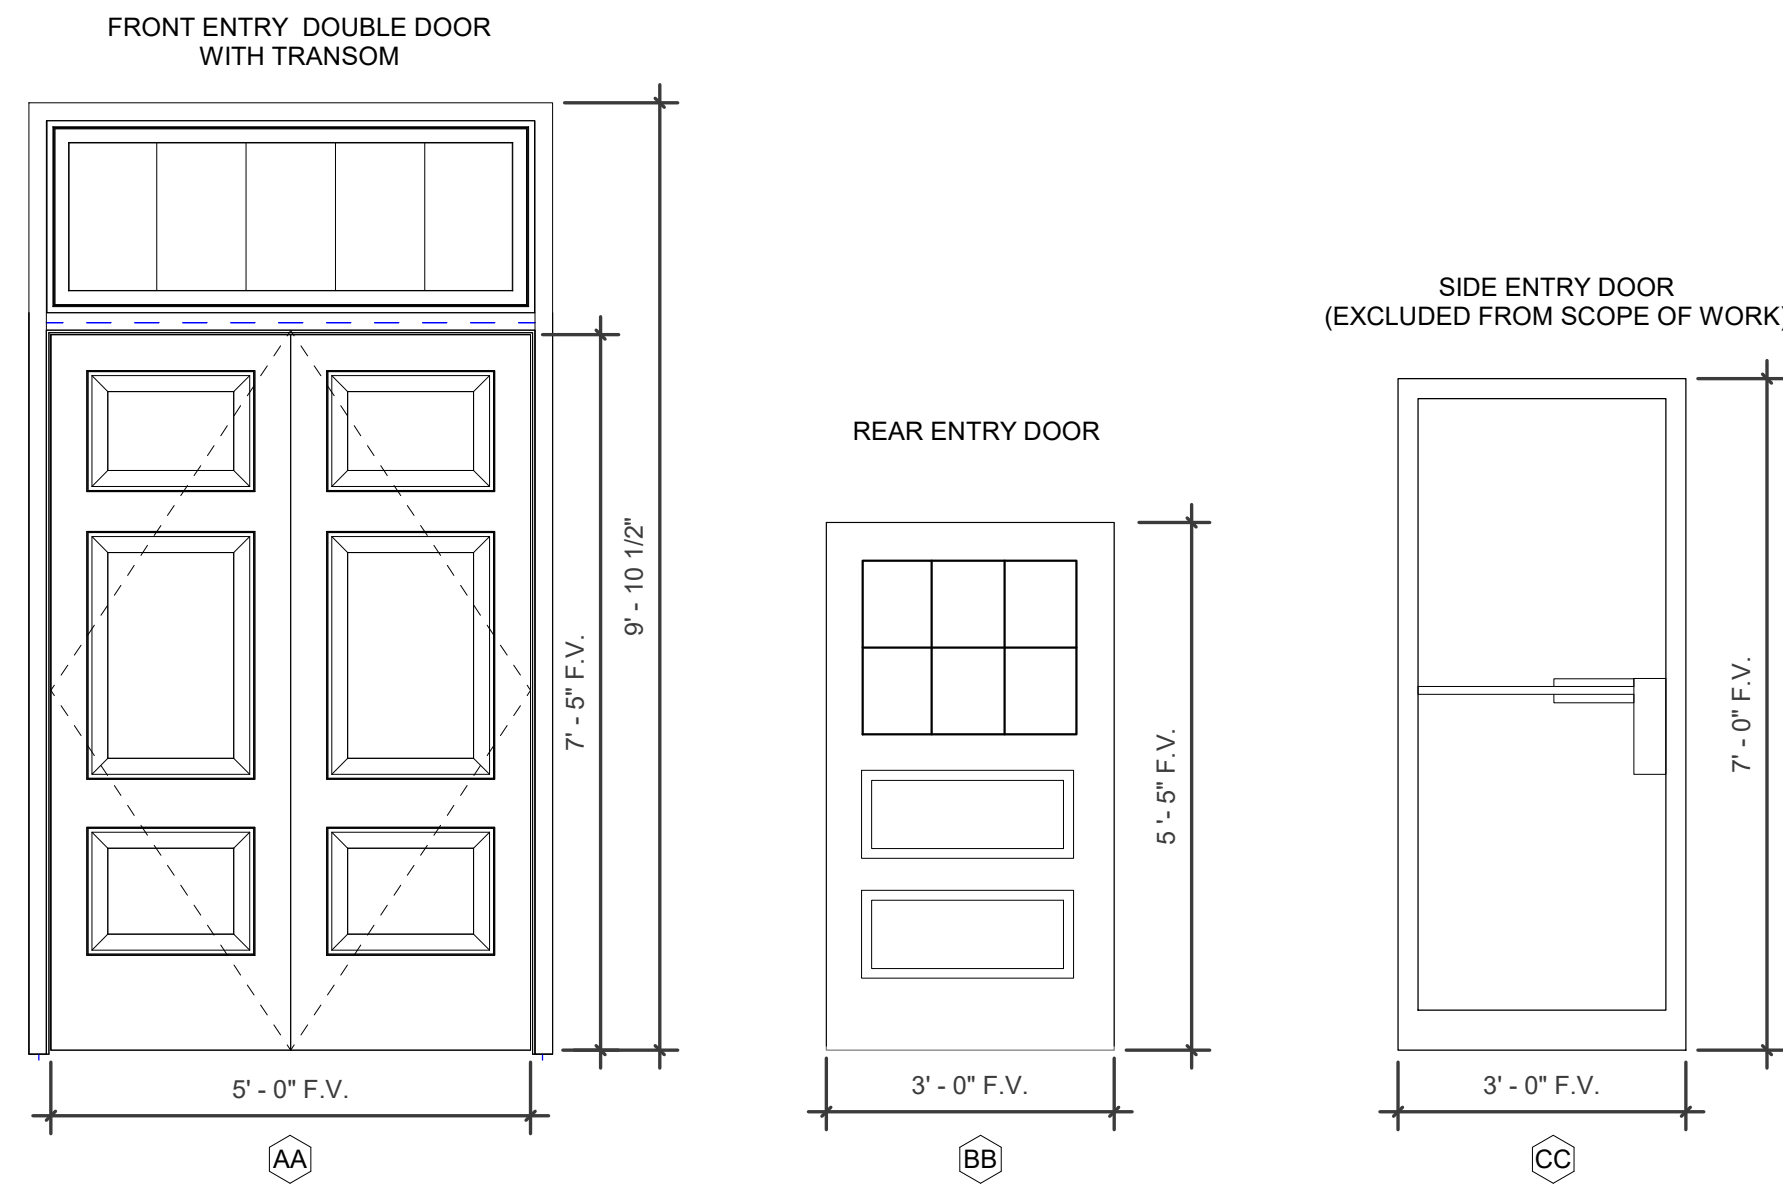 FRONT ENTRY  DOUBLE DOOR
WITH TRANSOM
9' - 10 1/2"
7' - 5" F.V.
5' - 0" F.V.
AA
REAR ENTRY DOOR
5 '- 5" F.V.
3' - 0" F.V.
BB
SIDE ENTRY DOOR
(EXCLUDED FROM SCOPE OF WORK)
7' - 0" F.V.
3' - 0" F.V.
CC